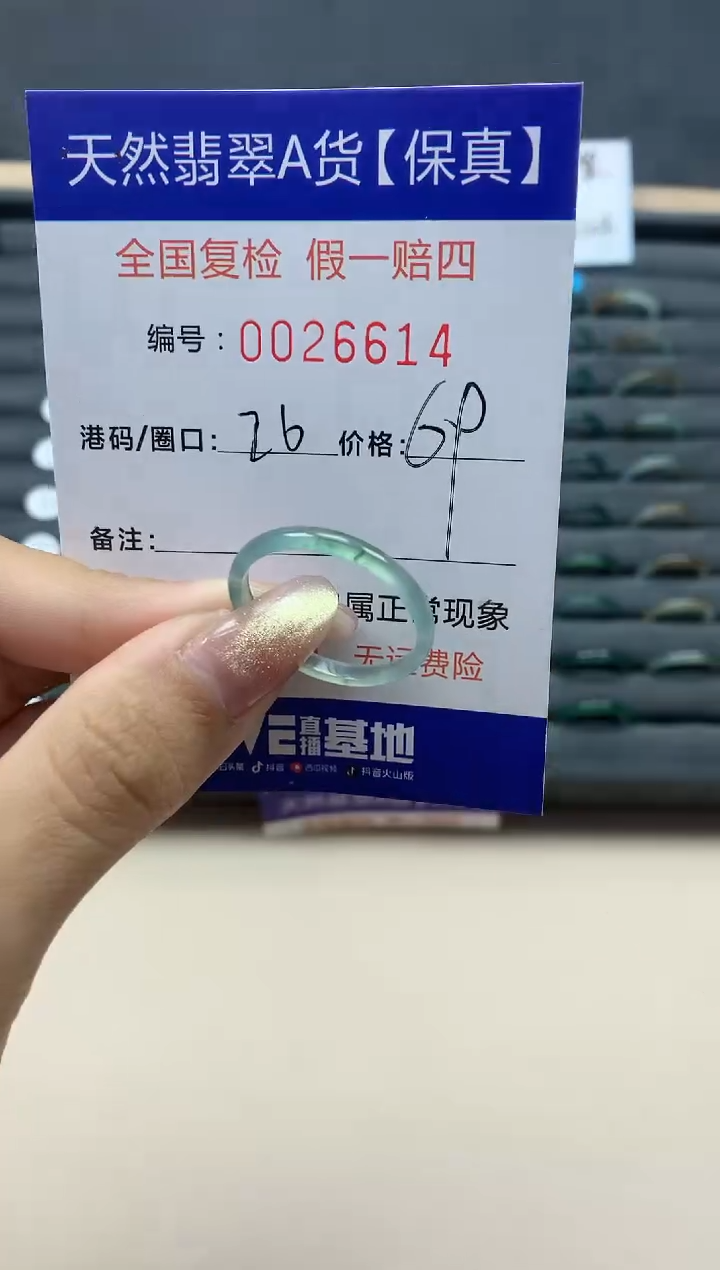 天然翡翠A货【保真】
全国复检 假一赔四
编号：0026614
港码/圈口：26 价格：6P
备注：
属正常现象
无运费险
VE直播基地
抖音 西瓜视频 抖音火山版